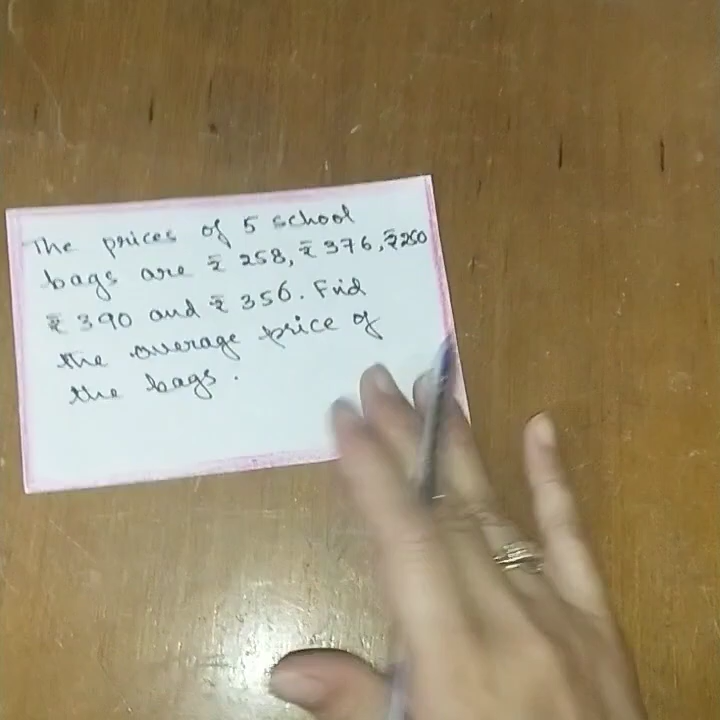 The prices of 5 school
bags are ₹ 258, ₹ 376, ₹250
₹ 390 and ₹ 356. Find
the average price of
the bags.